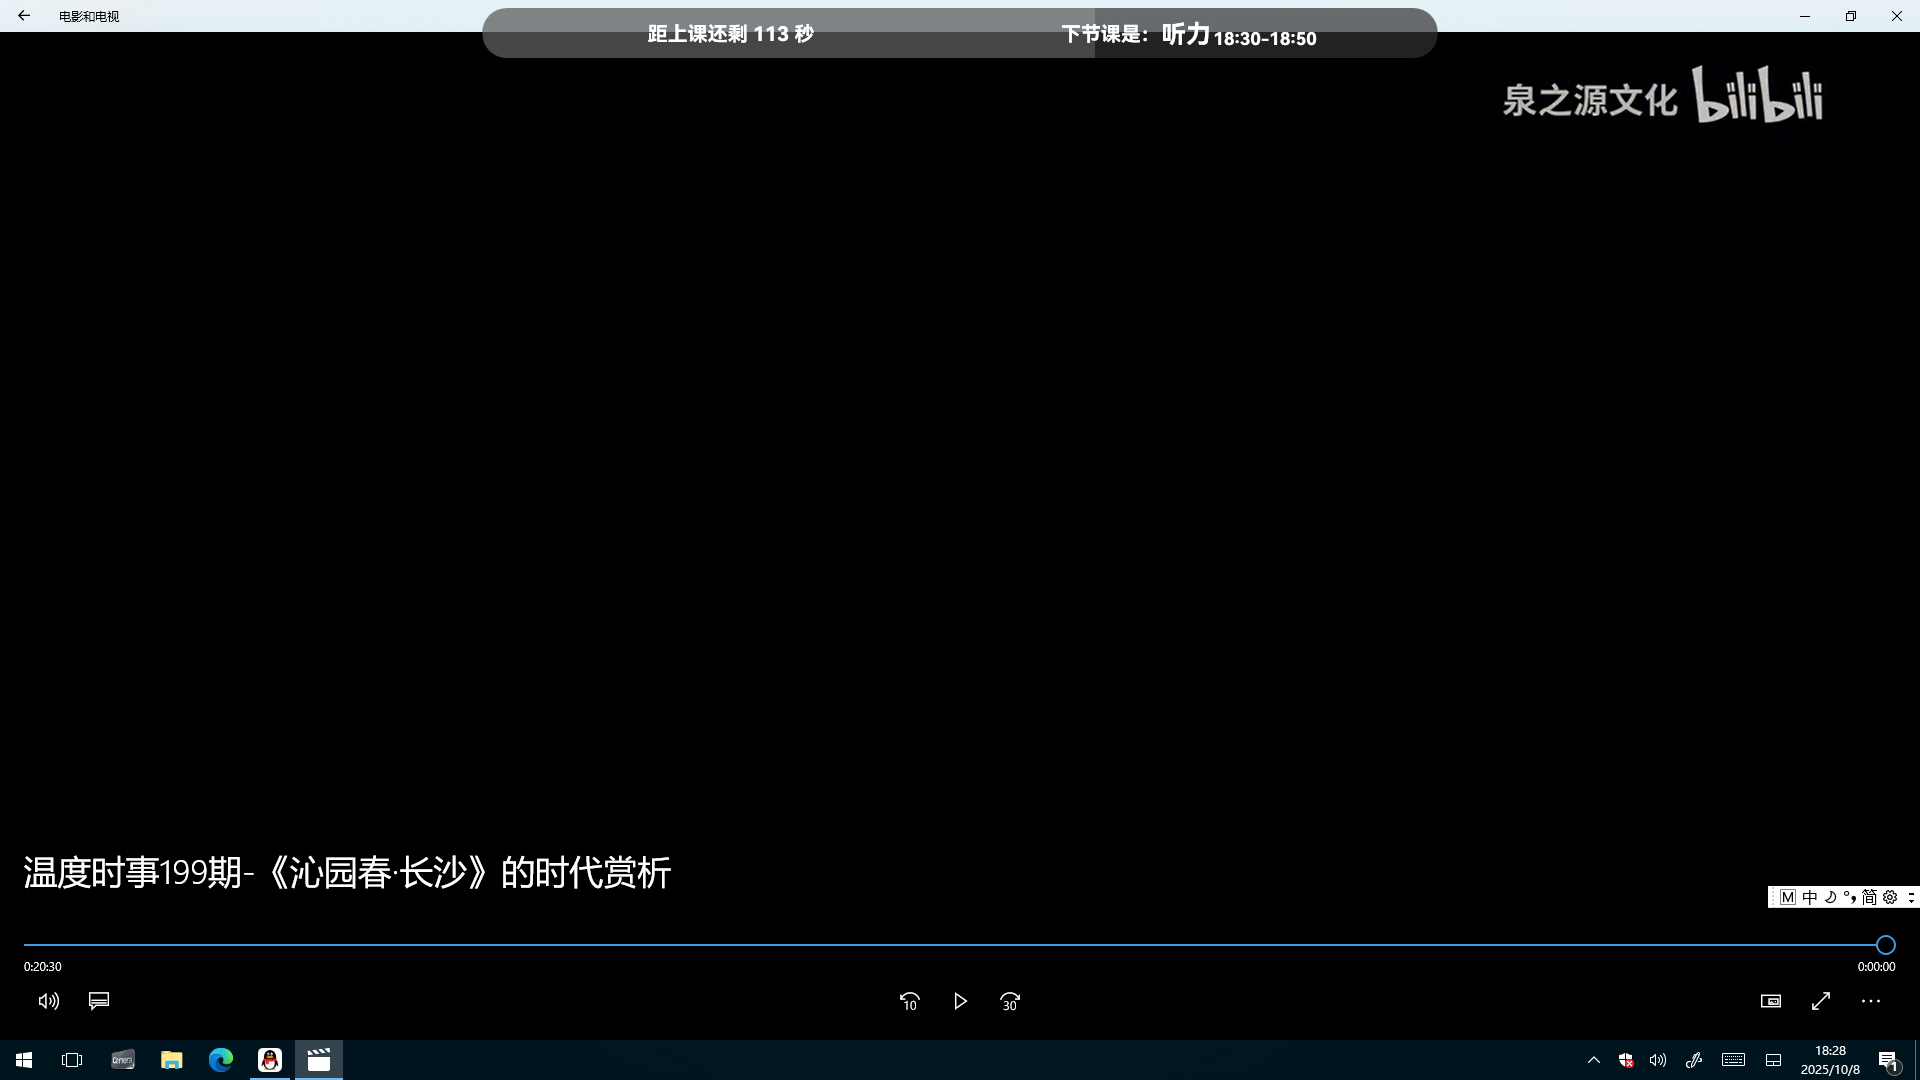 电影和电视
距上课还剩 113 秒
下节课是：听力 18:30-18:50
泉之源文化 bilibili
温度时事199期-《沁园春·长沙》的时代赏析
M 中 简
0:20:30
0:00:00
10
30
Camera
18:28
2025/10/8
1